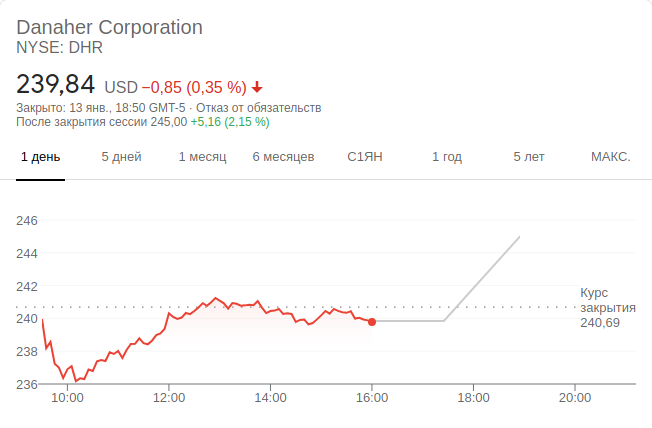 Danaher Corporation
NYSE: DHR
239,84 USD −0,85 (0,35 %)
Закрыто: 13 янв., 18:50 GMT-5 · Отказ от обязательств
После закрытия сессии 245,00 +5,16 (2,15 %)
1 день 5 дней 1 месяц 6 месяцев С1ЯН 1 год 5 лет МАКС.
246
244
242
240
238
236
Курс
закрытия
240,69
10:00 12:00 14:00 16:00 18:00 20:00